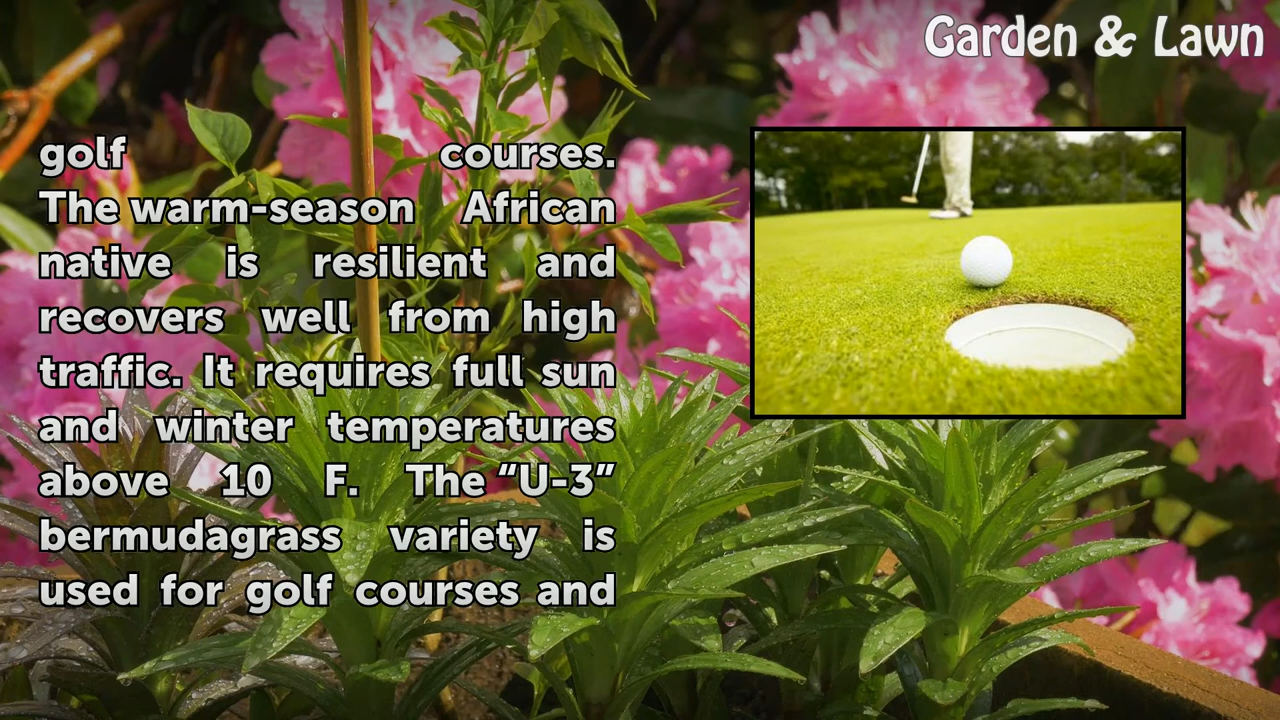 Garden & Lawn
golf courses.
The warm-season African
native is resilient and
recovers well from high
traffic. It requires full sun
and winter temperatures
above 10 F. The “U-3”
bermudagrass variety is
used for golf courses and